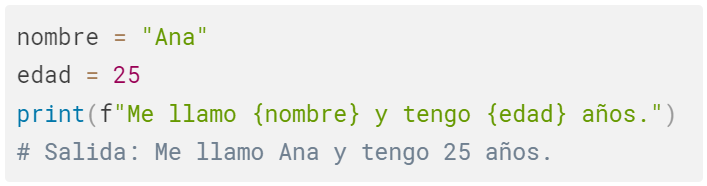 nombre = "Ana"
edad = 25
print(f"Me llamo {nombre} y tengo {edad} años.")
# Salida: Me llamo Ana y tengo 25 años.